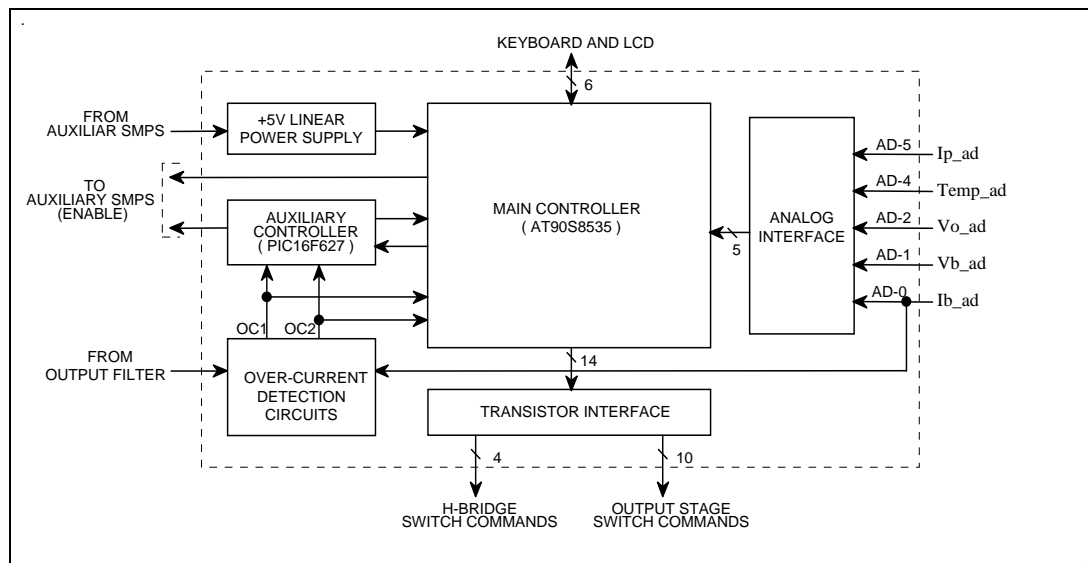 KEYBOARD AND LCD
6
FROM
AUXILIAR SMPS
+5V LINEAR
POWER SUPPLY
TO
AUXILIARY SMPS
(ENABLE)
AUXILIARY
CONTROLLER
( PIC16F627 )
MAIN CONTROLLER
( AT90S8535 )
5
ANALOG
INTERFACE
AD-5
Ip_ad
AD-4
Temp_ad
AD-2
Vo_ad
AD-1
Vb_ad
AD-0
Ib_ad
OC1
OC2
FROM
OUTPUT FILTER
OVER-CURRENT
DETECTION
CIRCUITS
14
TRANSISTOR INTERFACE
4
10
H-BRIDGE
SWITCH COMMANDS
OUTPUT STAGE
SWITCH COMMANDS